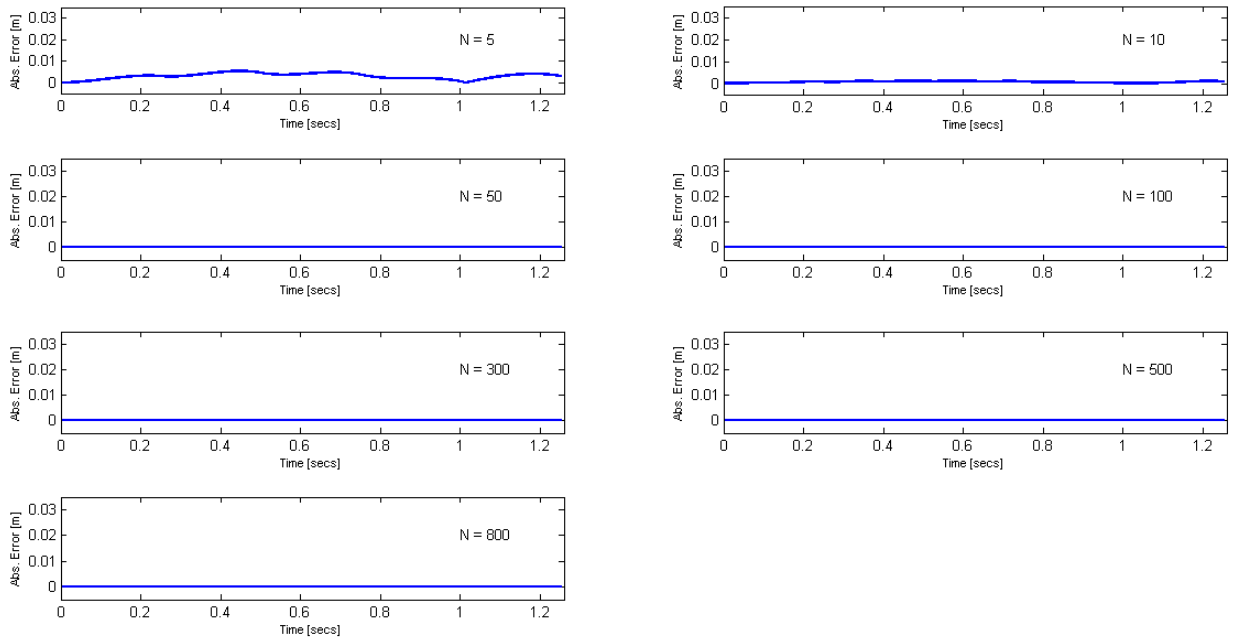 Abs. Error [m]
0.03
0.02
0.01
0
N = 5
0 0.2 0.4 0.6 0.8 1 1.2
Time [secs]
Abs. Error [m]
0.03
0.02
0.01
0
N = 10
0 0.2 0.4 0.6 0.8 1 1.2
Time [secs]
Abs. Error [m]
0.03
0.02
0.01
0
N = 50
0 0.2 0.4 0.6 0.8 1 1.2
Time [secs]
Abs. Error [m]
0.03
0.02
0.01
0
N = 100
0 0.2 0.4 0.6 0.8 1 1.2
Time [secs]
Abs. Error [m]
0.03
0.02
0.01
0
N = 300
0 0.2 0.4 0.6 0.8 1 1.2
Time [secs]
Abs. Error [m]
0.03
0.02
0.01
0
N = 500
0 0.2 0.4 0.6 0.8 1 1.2
Time [secs]
Abs. Error [m]
0.03
0.02
0.01
0
N = 800
0 0.2 0.4 0.6 0.8 1 1.2
Time [secs]